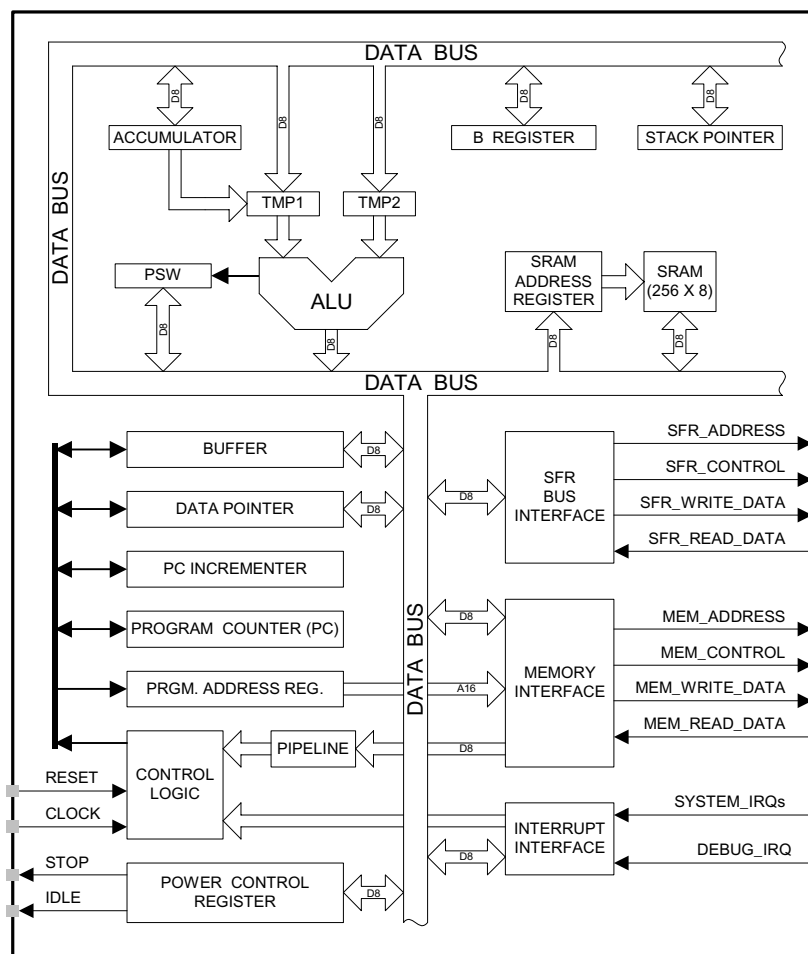 DATA BUS
D8
D8
D8
D8
D8
ACCUMULATOR
B REGISTER
STACK POINTER
DATA BUS
TMP1
TMP2
PSW
ALU
SRAM
ADDRESS
REGISTER
SRAM
(256 X 8)
D8
D8
D8
D8
DATA BUS
BUFFER
D8
DATA POINTER
D8
PC INCREMENTER
PROGRAM COUNTER (PC)
PRGM. ADDRESS REG.
A16
DATA BUS
D8
SFR
BUS
INTERFACE
SFR_ADDRESS
SFR_CONTROL
SFR_WRITE_DATA
SFR_READ_DATA
D8
MEMORY
INTERFACE
MEM_ADDRESS
MEM_CONTROL
MEM_WRITE_DATA
MEM_READ_DATA
RESET
CLOCK
CONTROL
LOGIC
PIPELINE
D8
INTERRUPT
INTERFACE
D8
SYSTEM_IRQs
DEBUG_IRQ
STOP
IDLE
POWER CONTROL
REGISTER
D8